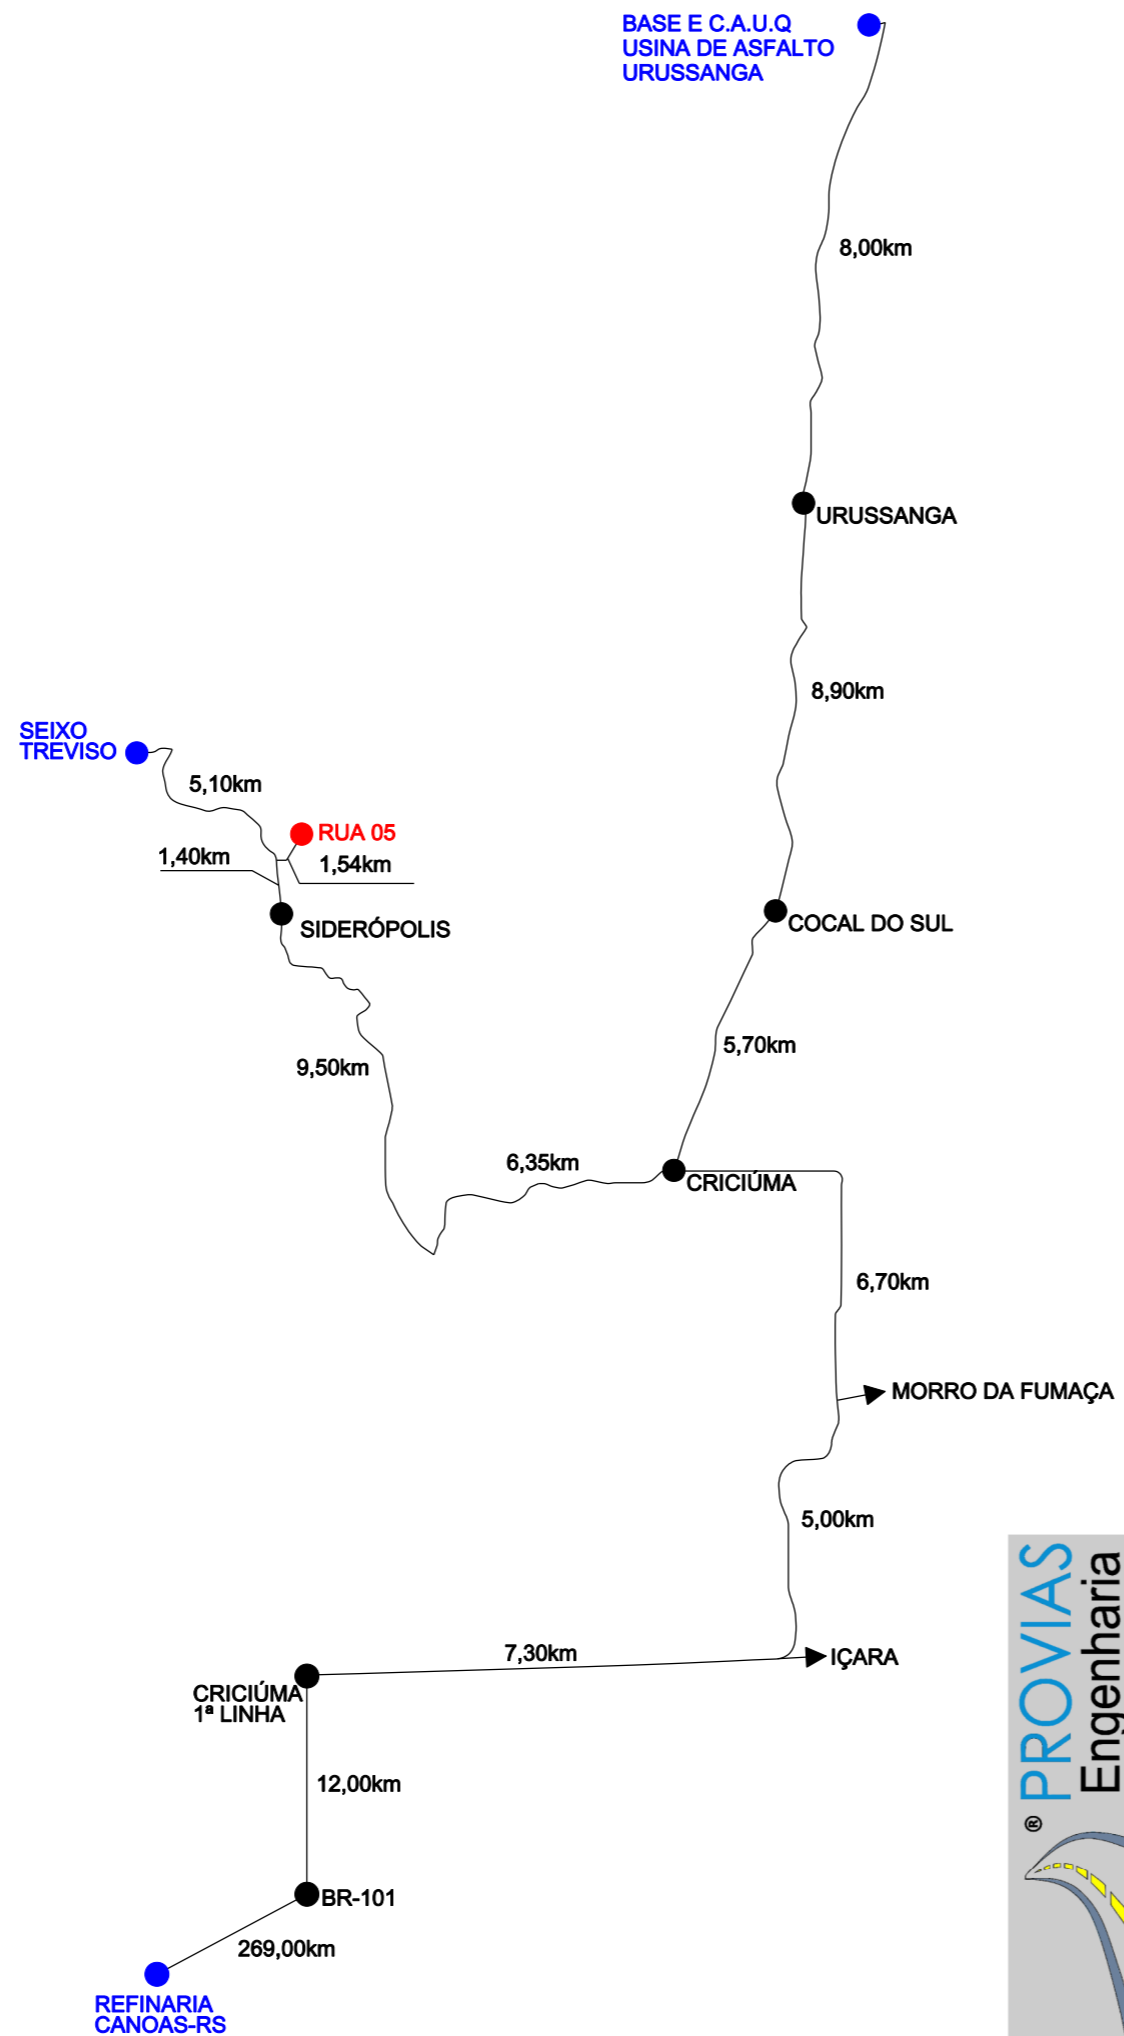 BASE E C.A.U.Q
USINA DE ASFALTO
URUSSANGA
8,00km
URUSSANGA
8,90km
SEIXO
TREVISO
5,10km
RUA 05
1,40km
1,54km
SIDERÓPOLIS
COCAL DO SUL
5,70km
9,50km
6,35km
CRICIÚMA
6,70km
MORRO DA FUMAÇA
5,00km
7,30km
IÇARA
CRICIÚMA
1ª LINHA
12,00km
BR-101
269,00km
REFINARIA
CANOAS-RS
® PROVIAS
Engenharia